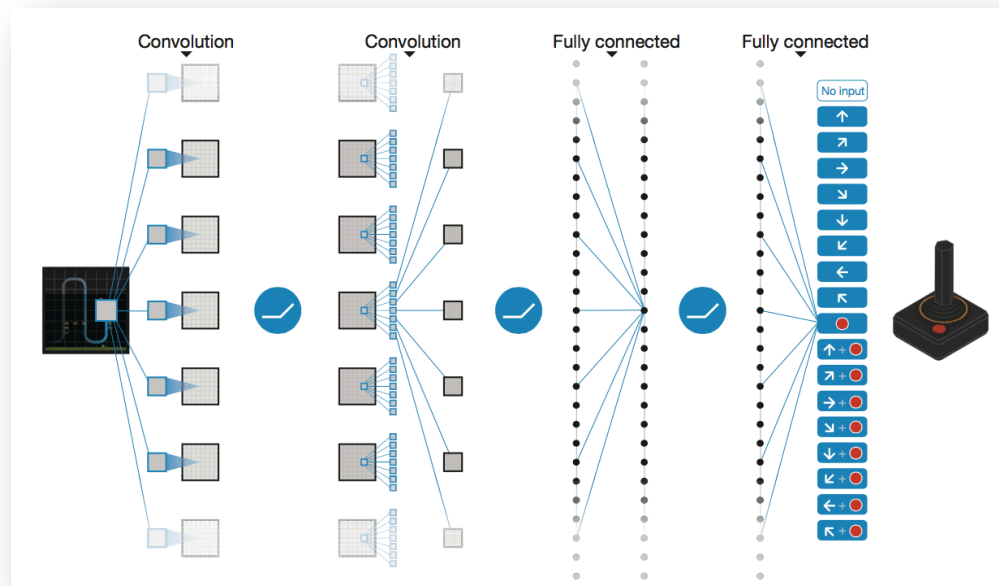 Convolution
Convolution
Fully connected
Fully connected
No input
+
+
+
+
+
+
+
+